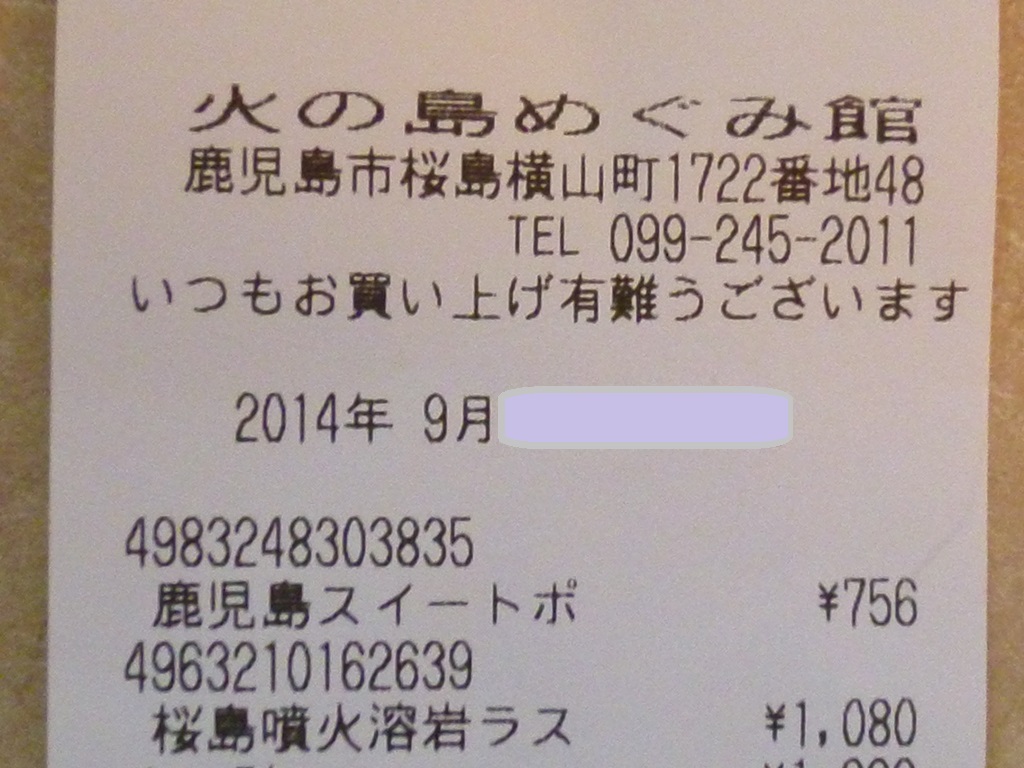 火の島めぐみ館
鹿児島市桜島横山町1722番地48
TEL 099-245-2011
いつもお買い上げ有難うございます
2014年 9月
4983248303835
鹿児島スイートポ ¥756
4963210162639
桜島噴火溶岩ラス ¥1,080